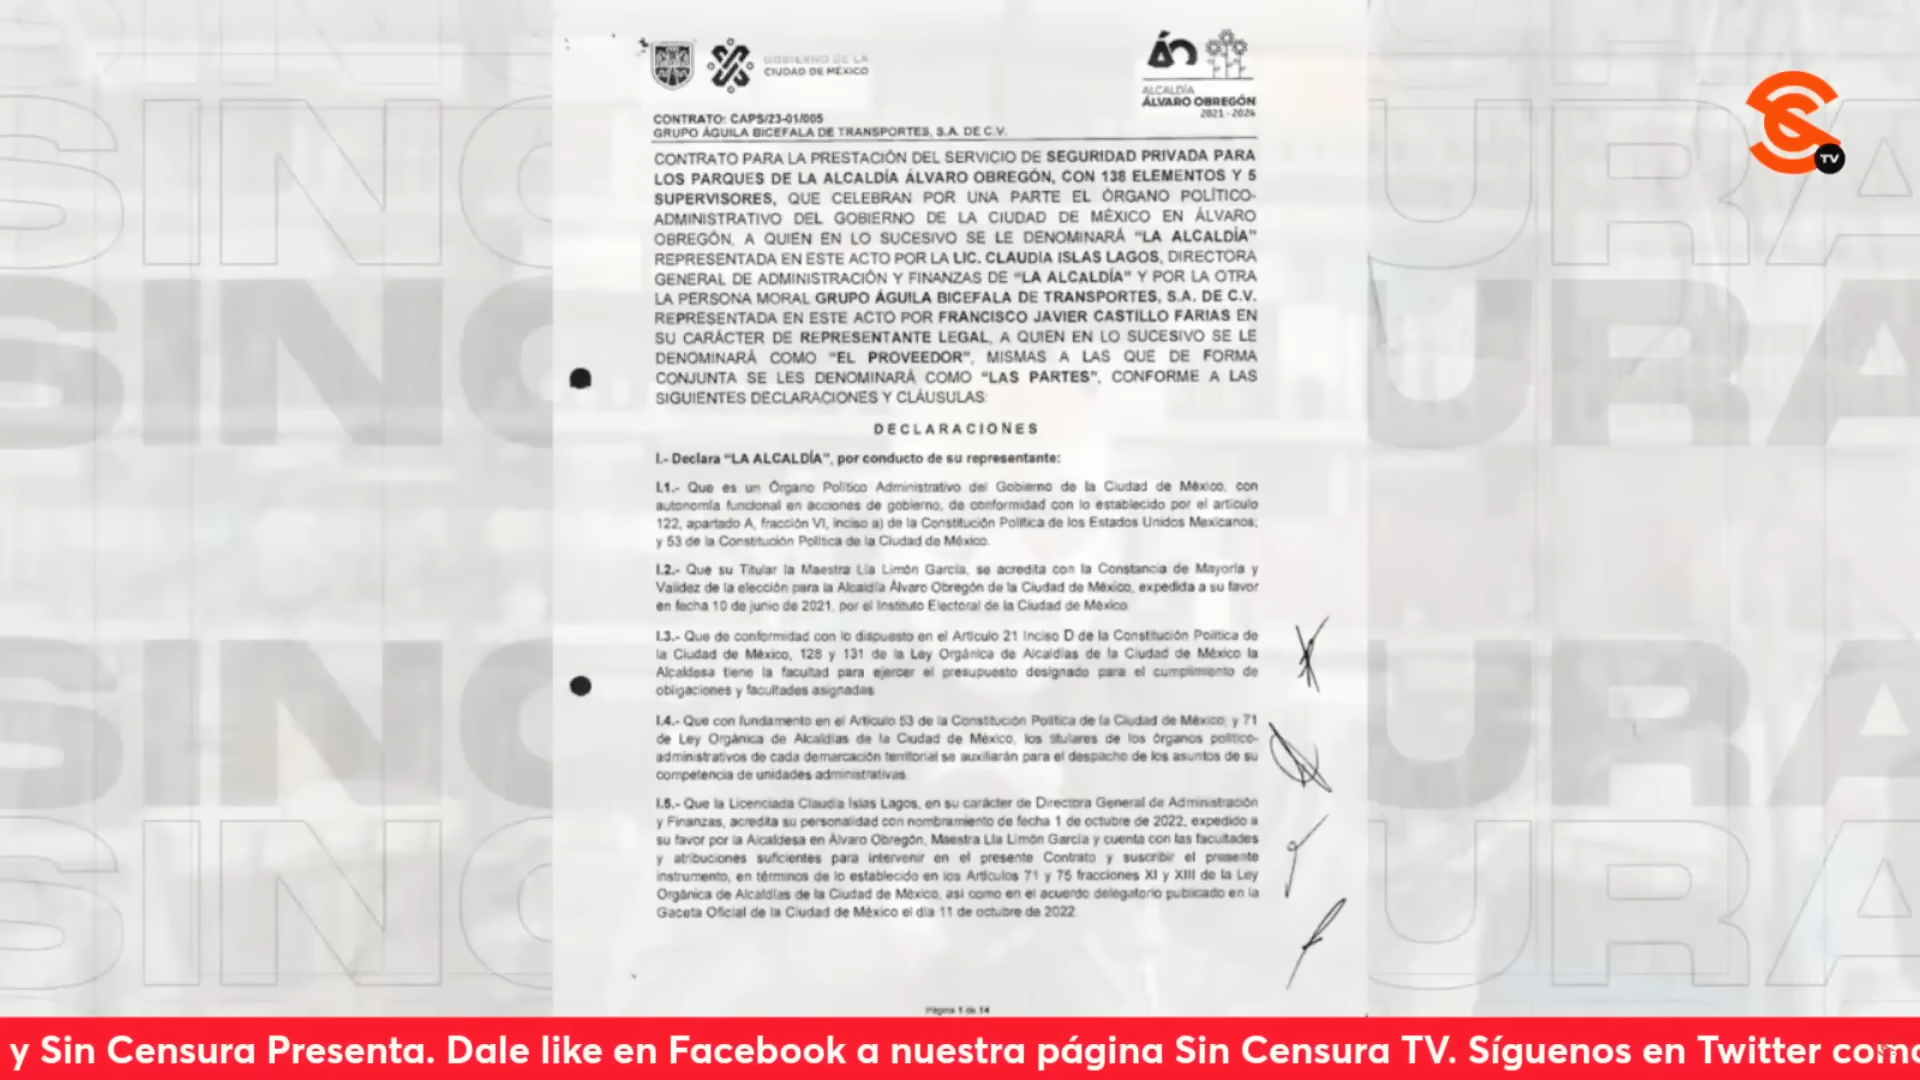 GOBIERNO DE LA
CIUDAD DE MÉXICO
ÁO
ALCALDÍA
ÁLVARO OBREGÓN
2021 - 2024
TV
CONTRATO: CAPS/23-01/005
GRUPO ÁGUILA BICEFALA DE TRANSPORTES, S.A. DE C.V.
CONTRATO PARA LA PRESTACIÓN DEL SERVICIO DE SEGURIDAD PRIVADA PARA
LOS PARQUES DE LA ALCALDÍA ÁLVARO OBREGÓN, CON 138 ELEMENTOS Y 5
SUPERVISORES, QUE CELEBRAN POR UNA PARTE EL ÓRGANO POLÍTICO-
ADMINISTRATIVO DEL GOBIERNO DE LA CIUDAD DE MÉXICO EN ÁLVARO
OBREGÓN, A QUIEN EN LO SUCESIVO SE LE DENOMINARÁ “LA ALCALDÍA”
REPRESENTADA EN ESTE ACTO POR LA LIC. CLAUDIA ISLAS LAGOS, DIRECTORA
GENERAL DE ADMINISTRACIÓN Y FINANZAS DE “LA ALCALDÍA” Y POR LA OTRA
LA PERSONA MORAL GRUPO ÁGUILA BICEFALA DE TRANSPORTES, S.A. DE C.V.
REPRESENTADA EN ESTE ACTO POR FRANCISCO JAVIER CASTILLO FARIAS EN
SU CARÁCTER DE REPRESENTANTE LEGAL, A QUIEN EN LO SUCESIVO SE LE
DENOMINARÁ COMO “EL PROVEEDOR”, MISMAS A LAS QUE DE FORMA
CONJUNTA SE LES DENOMINARÁ COMO “LAS PARTES”, CONFORME A LAS
SIGUIENTES DECLARACIONES Y CLÁUSULAS:
DECLARACIONES
I.- Declara “LA ALCALDÍA”, por conducto de su representante:
I.1.- Que es un Órgano Político Administrativo del Gobierno de la Ciudad de México, con
autonomía funcional en acciones de gobierno, de conformidad con lo establecido por el artículo
122, apartado A, fracción VI, inciso a) de la Constitución Política de los Estados Unidos Mexicanos;
y 53 de la Constitución Política de la Ciudad de México.
I.2.- Que su Titular la Maestra Lía Limón García, se acredita con la Constancia de Mayoría y
Validez de la elección para la Alcaldía Álvaro Obregón de la Ciudad de México, expedida a su favor
en fecha 10 de junio de 2021, por el Instituto Electoral de la Ciudad de México.
I.3.- Que de conformidad con lo dispuesto en el Artículo 21 Inciso D de la Constitución Política de
la Ciudad de México, 128 y 131 de la Ley Orgánica de Alcaldías de la Ciudad de México la
Alcaldesa tiene la facultad para ejercer el presupuesto designado para el cumplimiento de
obligaciones y facultades asignadas.
I.4.- Que con fundamento en el Artículo 53 de la Constitución Política de la Ciudad de México; y 71
de Ley Orgánica de Alcaldías de la Ciudad de México, los titulares de los órganos político-
administrativos de cada demarcación territorial se auxiliarán para el despacho de los asuntos de su
competencia de unidades administrativas.
I.5.- Que la Licenciada Claudia Islas Lagos, en su carácter de Directora General de Administración
y Finanzas, acredita su personalidad con nombramiento de fecha 1 de octubre de 2022, expedido a
su favor por la Alcaldesa en Álvaro Obregón, Maestra Lía Limón García y cuenta con las facultades
y atribuciones suficientes para intervenir en el presente Contrato y suscribir el presente
instrumento, en términos de lo establecido en los Artículos 71 y 75 fracciones XI y XIII de la Ley
Orgánica de Alcaldías de la Ciudad de México, así como en el acuerdo delegatorio publicado en la
Gaceta Oficial de la Ciudad de México el día 11 de octubre de 2022.
Página 1 de 14
y Sin Censura Presenta. Dale like en Facebook a nuestra página Sin Censura TV. Síguenos en Twitter como